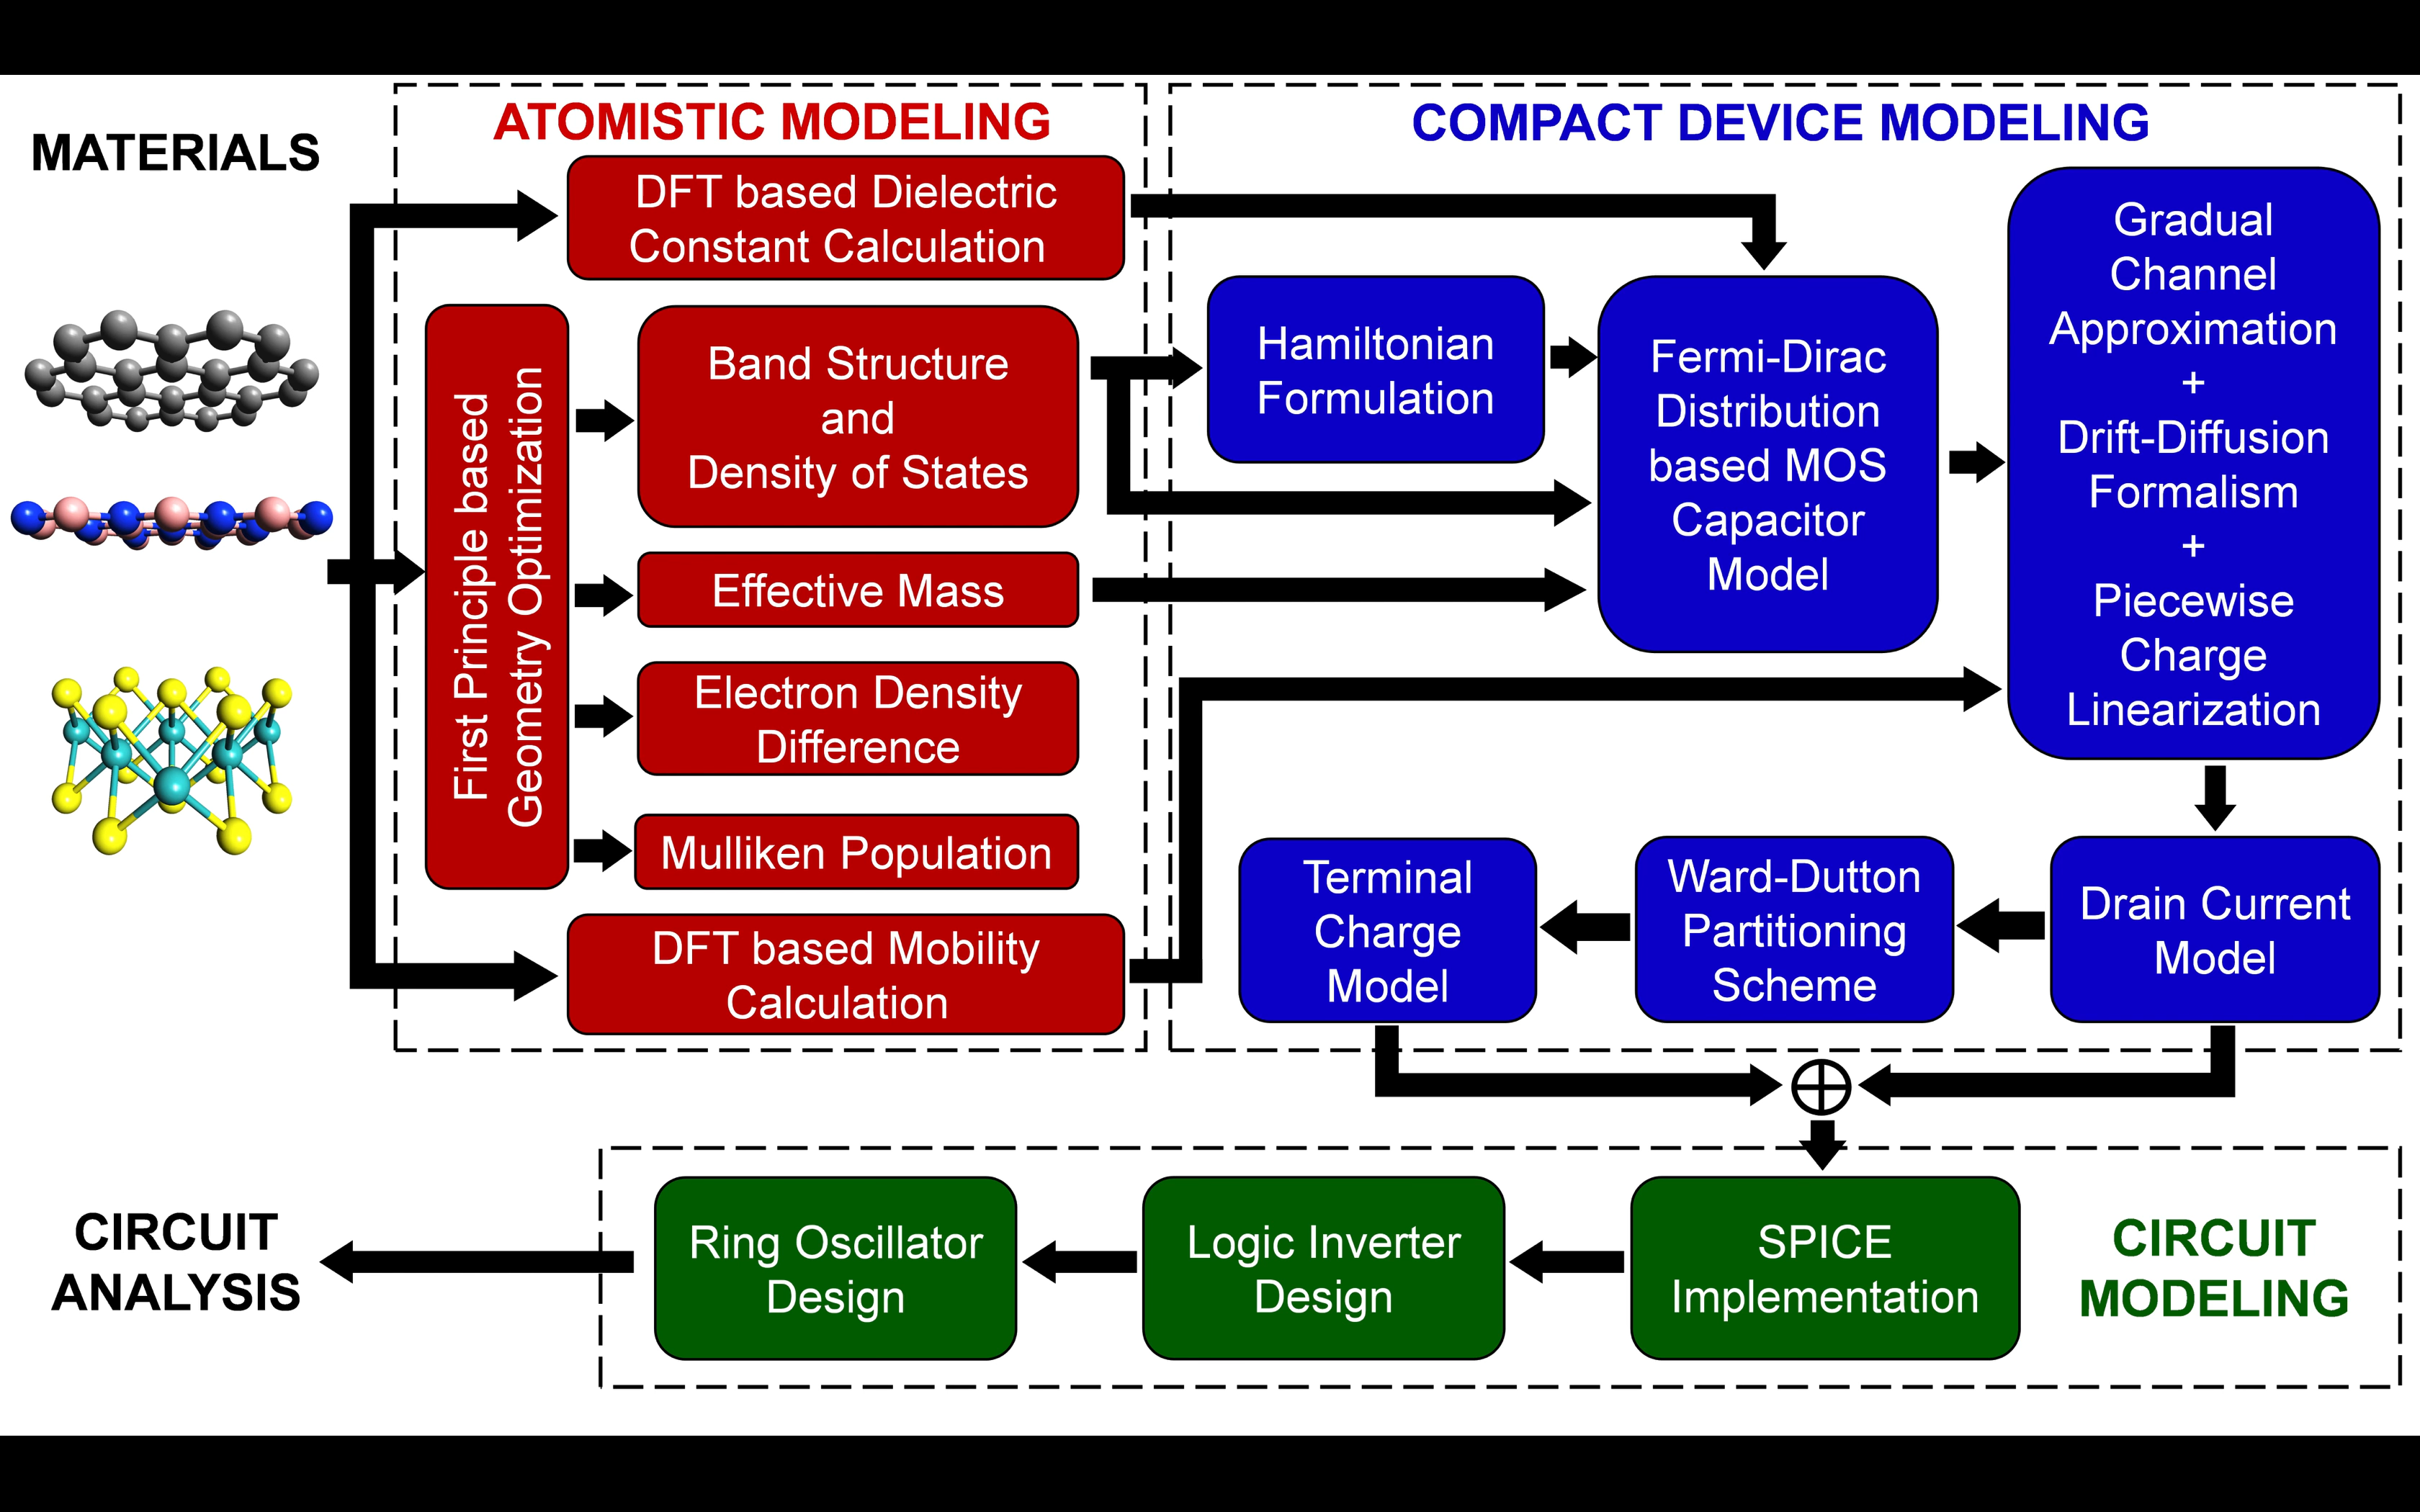 MATERIALS
ATOMISTIC MODELING
DFT based Dielectric
Constant Calculation
First Principle based
Geometry Optimization
Band Structure
and
Density of States
Effective Mass
Electron Density
Difference
Mulliken Population
DFT based Mobility
Calculation
COMPACT DEVICE MODELING
Hamiltonian
Formulation
Fermi-Dirac
Distribution
based MOS
Capacitor
Model
Gradual
Channel
Approximation
+
Drift-Diffusion
Formalism
+
Piecewise
Charge
Linearization
Drain Current
Model
Ward-Dutton
Partitioning
Scheme
Terminal
Charge
Model
CIRCUIT
MODELING
SPICE
Implementation
Logic Inverter
Design
Ring Oscillator
Design
CIRCUIT
ANALYSIS